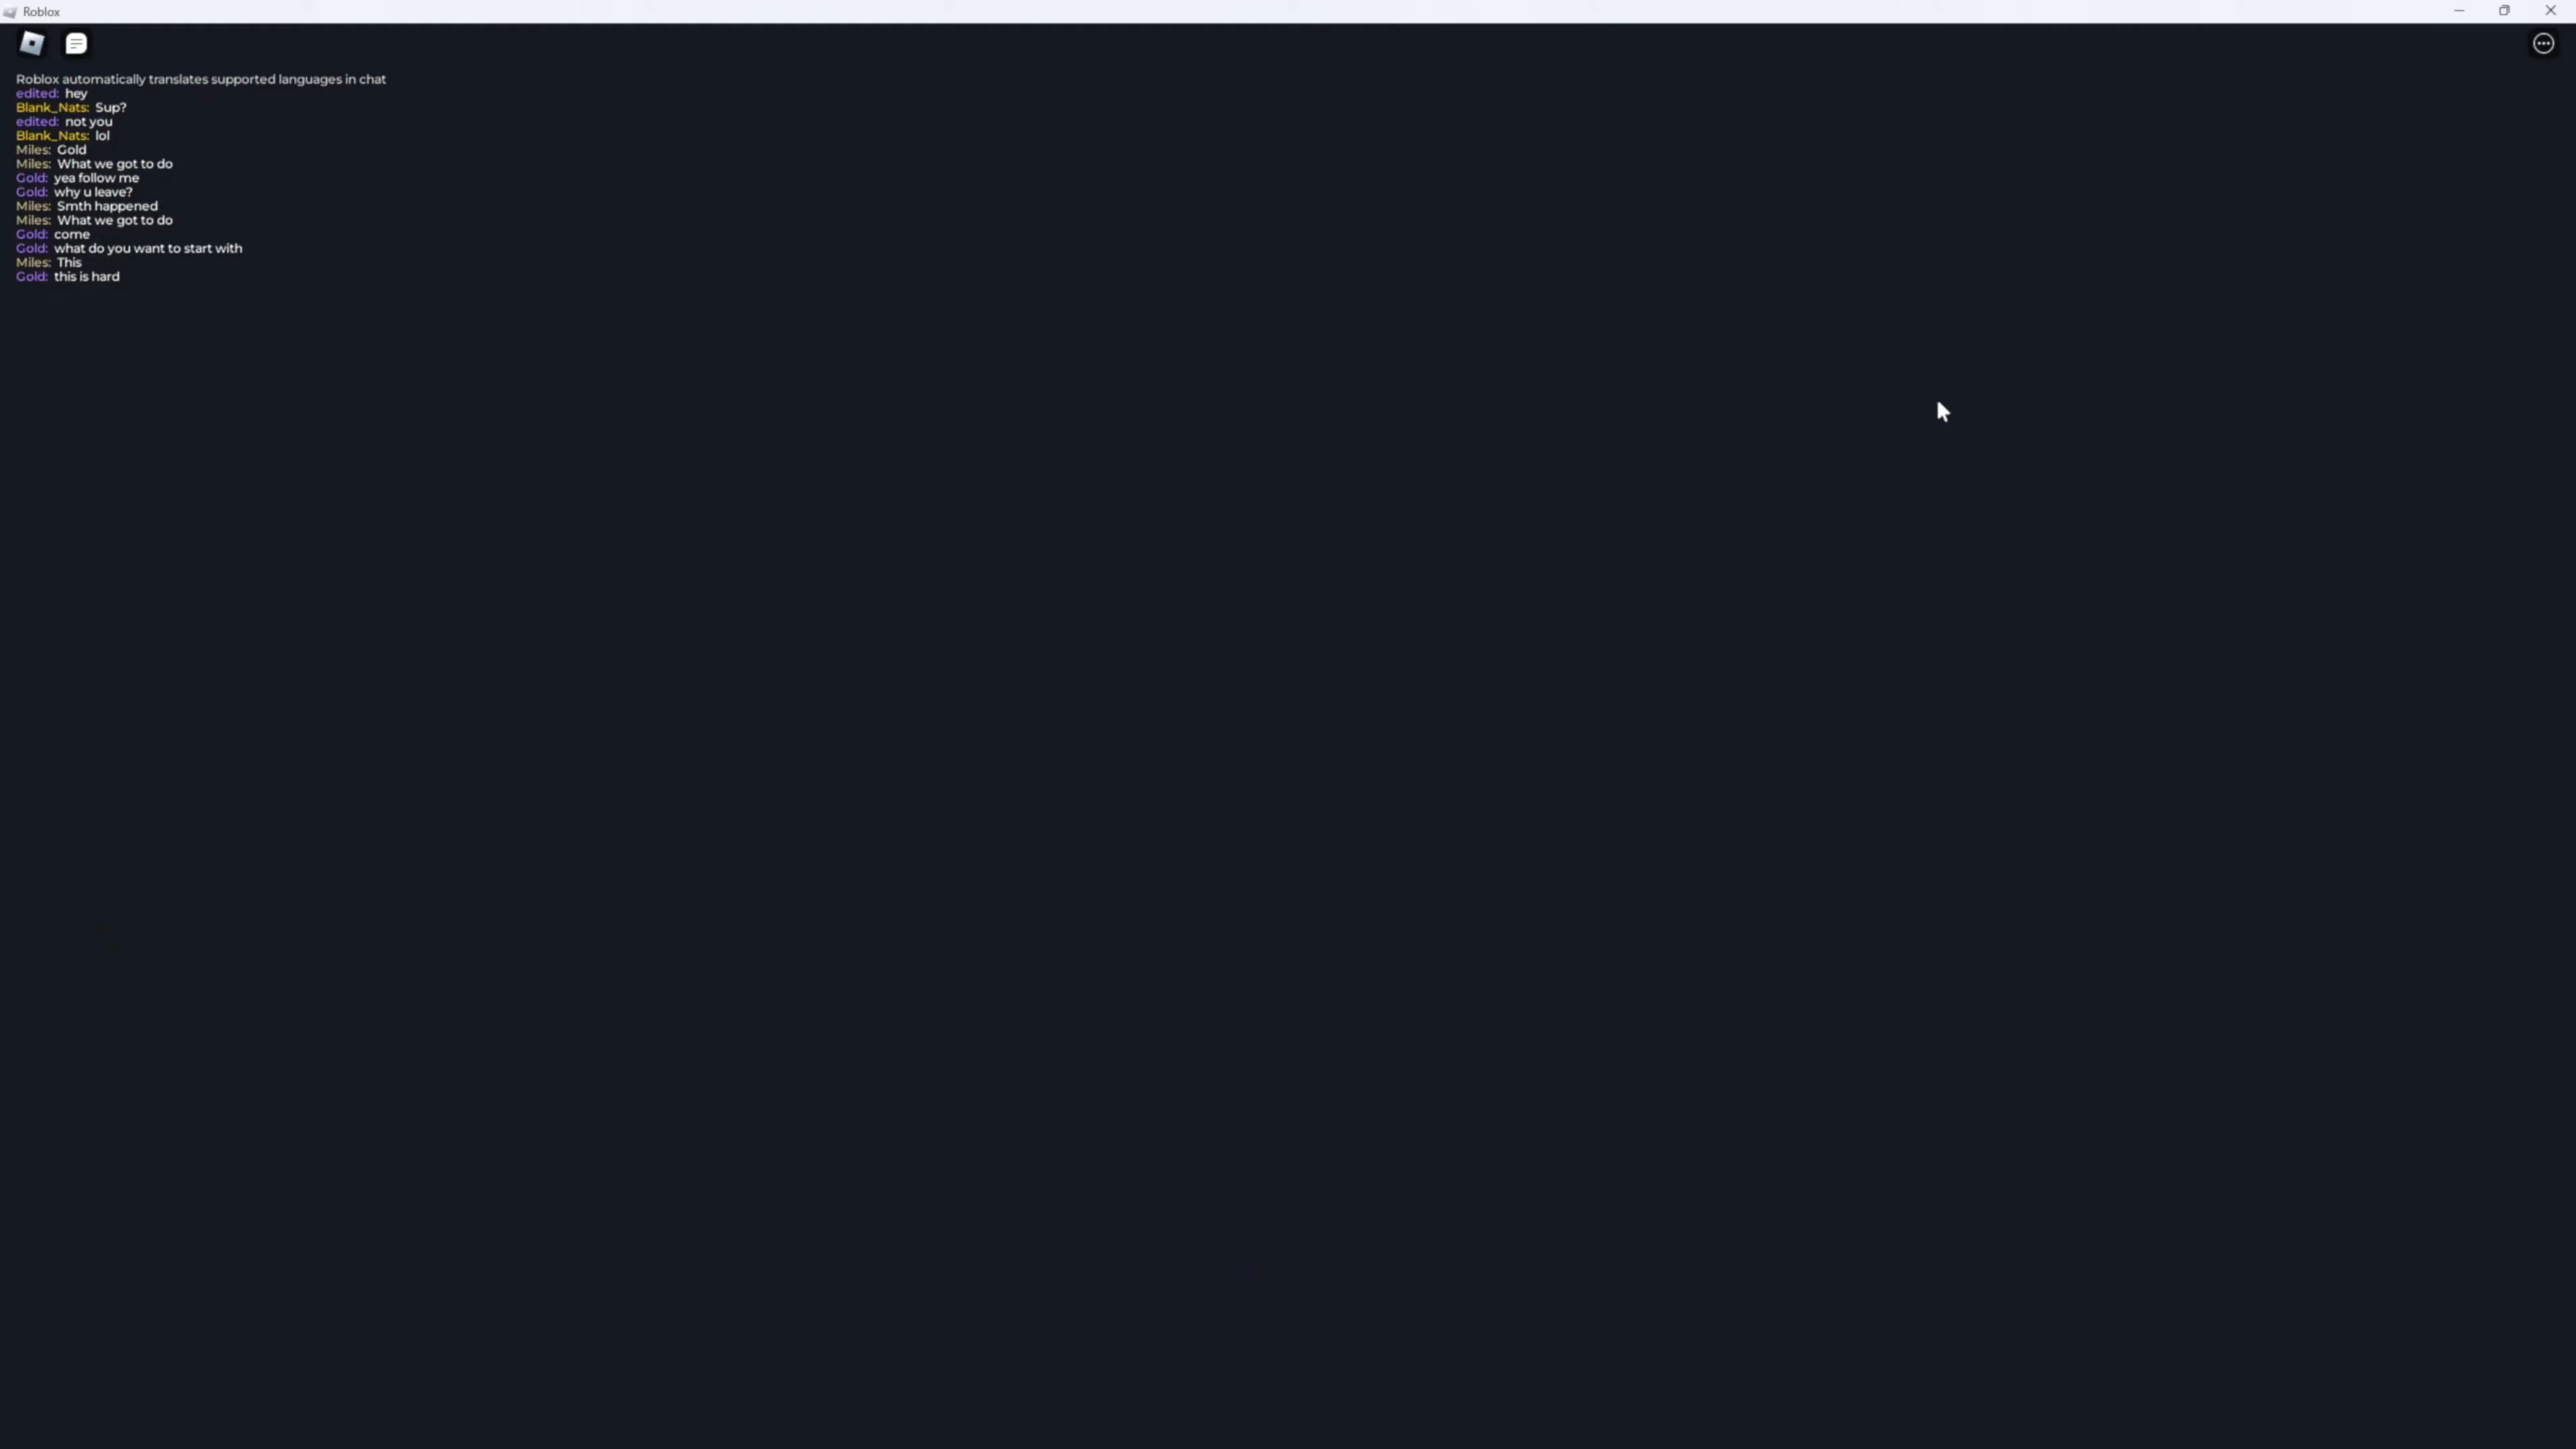 Roblox
Roblox automatically translates supported languages in chat
edited: hey
Blank_Nats: Sup?
edited: not you
Blank_Nats: lol
Miles: Gold
Miles: What we got to do
Gold: yea follow me
Gold: why u leave?
Miles: Smth happened
Miles: What we got to do
Gold: come
Gold: what do you want to start with
Miles: This
Gold: this is hard